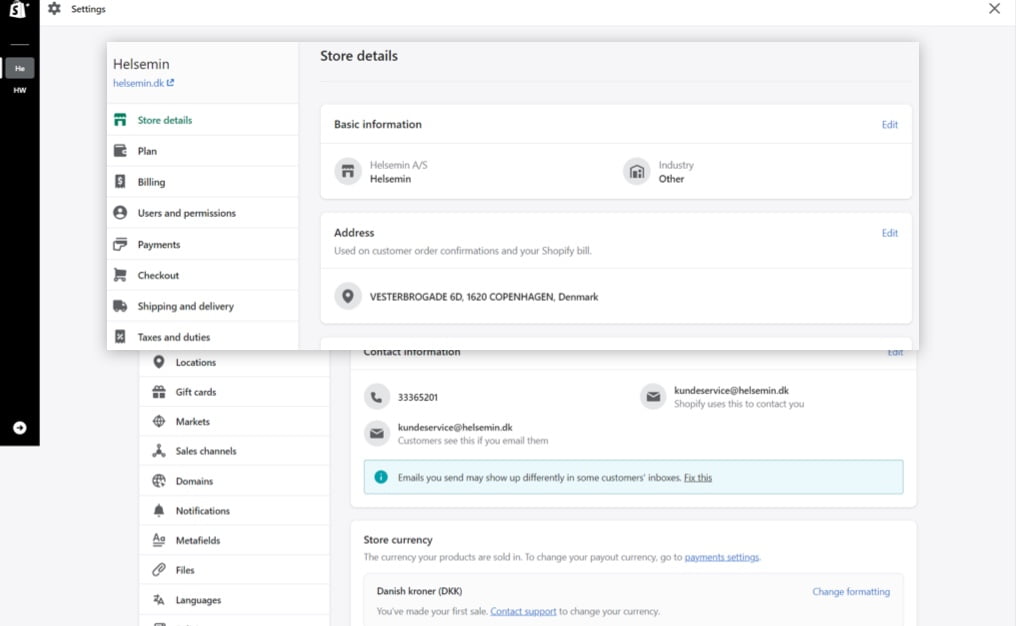 Settings
He
HW
Helsemin
helsemin.dk
Store details
Plan
Billing
Users and permissions
Payments
Checkout
Shipping and delivery
Taxes and duties
Locations
Gift cards
Markets
Sales channels
Domains
Notifications
Metafields
Files
Languages
Store details
Basic information
Edit
Helsemin A/S
Helsemin
Industry
Other
Address
Edit
Used on customer order confirmations and your Shopify bill.
VESTERBROGADE 6D, 1620 COPENHAGEN, Denmark
Contact information
Edit
33365201
kundeservice@helsemin.dk
Shopify uses this to contact you
kundeservice@helsemin.dk
Customers see this if you email them
Emails you send may show up differently in some customers' inboxes. Fix this
Store currency
The currency your products are sold in. To change your payout currency, go to payments settings.
Danish kroner (DKK)
Change formatting
You've made your first sale. Contact support to change your currency.